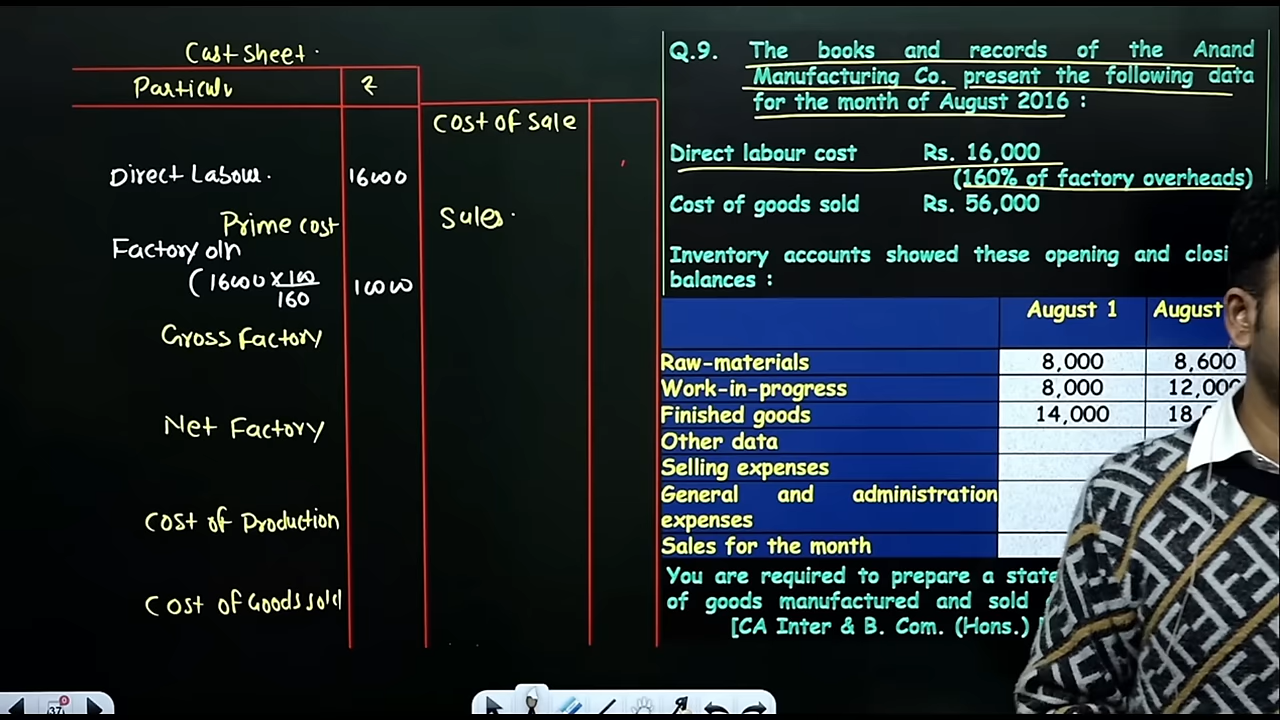 Cost Sheet.
Particulr ₹
Direct Labour. 16000
Prime cost
Factory oln
(16000 × 100
160 10000
Gross Factory
Net Factory
Cost of Production
Cost of Goods sold
Cost of Sale
Sales.
Q.9. The books and records of the Anand
Manufacturing Co. present the following data
for the month of August 2016 :
Direct labour cost Rs. 16,000
(160% of factory overheads)
Cost of goods sold Rs. 56,000
Inventory accounts showed these opening and closi
balances :
August 1 August
Raw-materials 8,000 8,600
Work-in-progress 8,000 12,000
Finished goods 14,000 18
Other data
Selling expenses
General and administration
expenses
Sales for the month
You are required to prepare a state
of goods manufactured and sold
[CA Inter & B. Com. (Hons.)
37